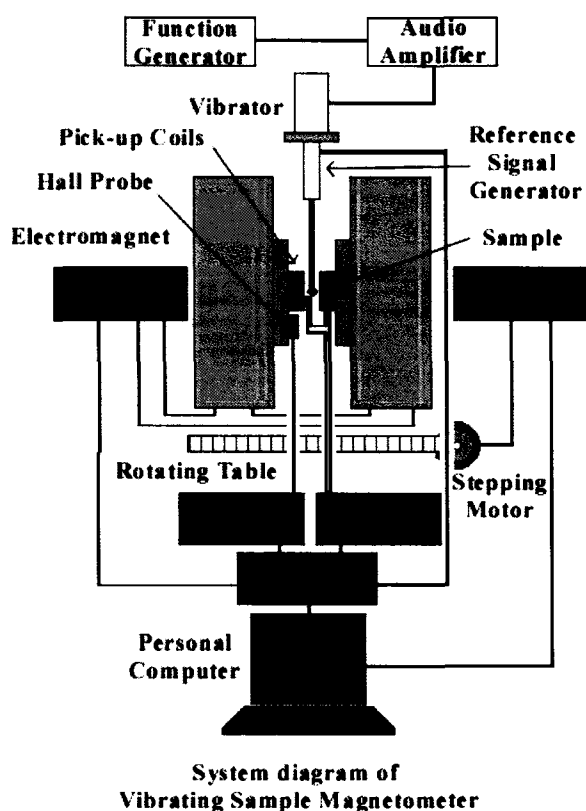 Function
Generator
Audio
Amplifier
Vibrator
Pick-up Coils
Reference
Signal
Generator
Hall Probe
Electromagnet
Sample
Rotating Table
Stepping
Motor
Personal
Computer
System diagram of
Vibrating Sample Magnetometer